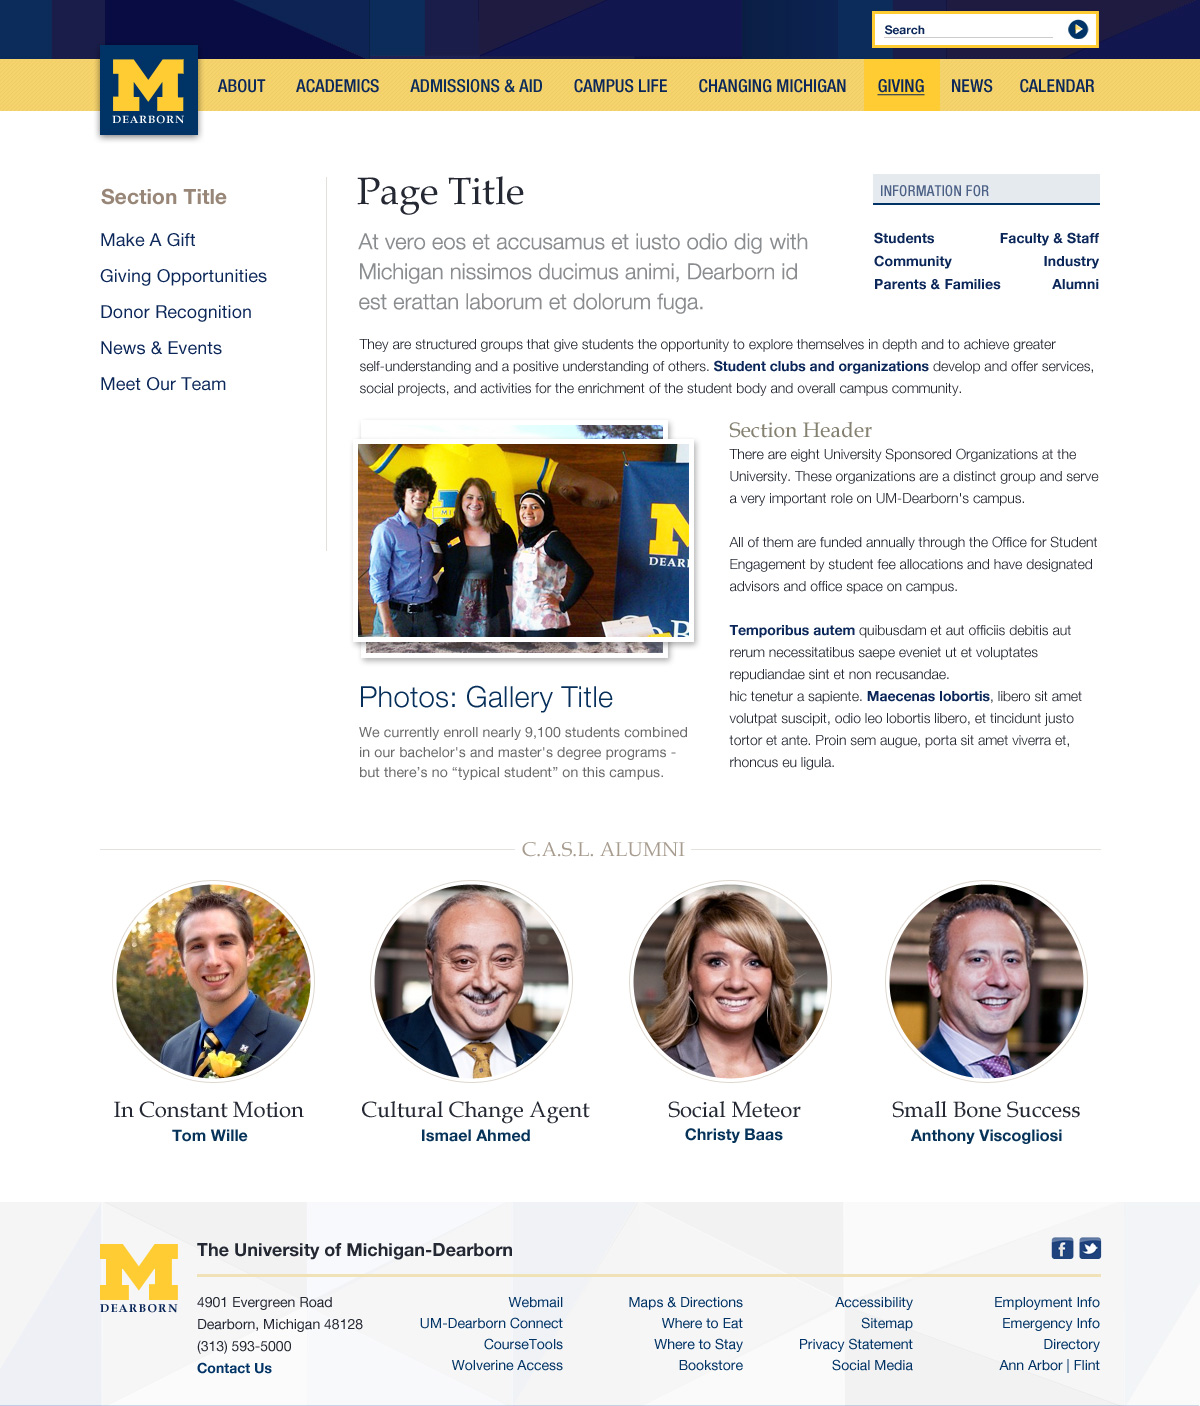 Search
M
DEARBORN
ABOUT
ACADEMICS
ADMISSIONS & AID
CAMPUS LIFE
CHANGING MICHIGAN
GIVING
NEWS
CALENDAR
Section Title
Make A Gift
Giving Opportunities
Donor Recognition
News & Events
Meet Our Team
Page Title
At vero eos et accusamus et iusto odio dig with
Michigan nissimos ducimus animi, Dearborn id
est erattan laborum et dolorum fuga.
INFORMATION FOR
Students
Faculty & Staff
Community
Industry
Parents & Families
Alumni
They are structured groups that give students the opportunity to explore themselves in depth and to achieve greater
self-understanding and a positive understanding of others. Student clubs and organizations develop and offer services,
social projects, and activities for the enrichment of the student body and overall campus community.
M
DEAR
Photos: Gallery Title
We currently enroll nearly 9,100 students combined
in our bachelor's and master's degree programs -
but there's no “typical student” on this campus.
Section Header
There are eight University Sponsored Organizations at the
University. These organizations are a distinct group and serve
a very important role on UM-Dearborn's campus.
All of them are funded annually through the Office for Student
Engagement by student fee allocations and have designated
advisors and office space on campus.
Temporibus autem quibusdam et aut officiis debitis aut
rerum necessitatibus saepe eveniet ut et voluptates
repudiandae sint et non recusandae.
hic tenetur a sapiente. Maecenas lobortis, libero sit amet
volutpat suscipit, odio leo lobortis libero, et tincidunt justo
tortor et ante. Proin sem augue, porta sit amet viverra et,
rhoncus eu ligula.
C.A.S.L. ALUMNI
In Constant Motion
Tom Wille
Cultural Change Agent
Ismael Ahmed
Social Meteor
Christy Baas
Small Bone Success
Anthony Viscogliosi
M
DEARBORN
The University of Michigan-Dearborn
4901 Evergreen Road
Dearborn, Michigan 48128
(313) 593-5000
Contact Us
Webmail
UM-Dearborn Connect
CourseTools
Wolverine Access
Maps & Directions
Where to Eat
Where to Stay
Bookstore
Accessibility
Sitemap
Privacy Statement
Social Media
Employment Info
Emergency Info
Directory
Ann Arbor | Flint